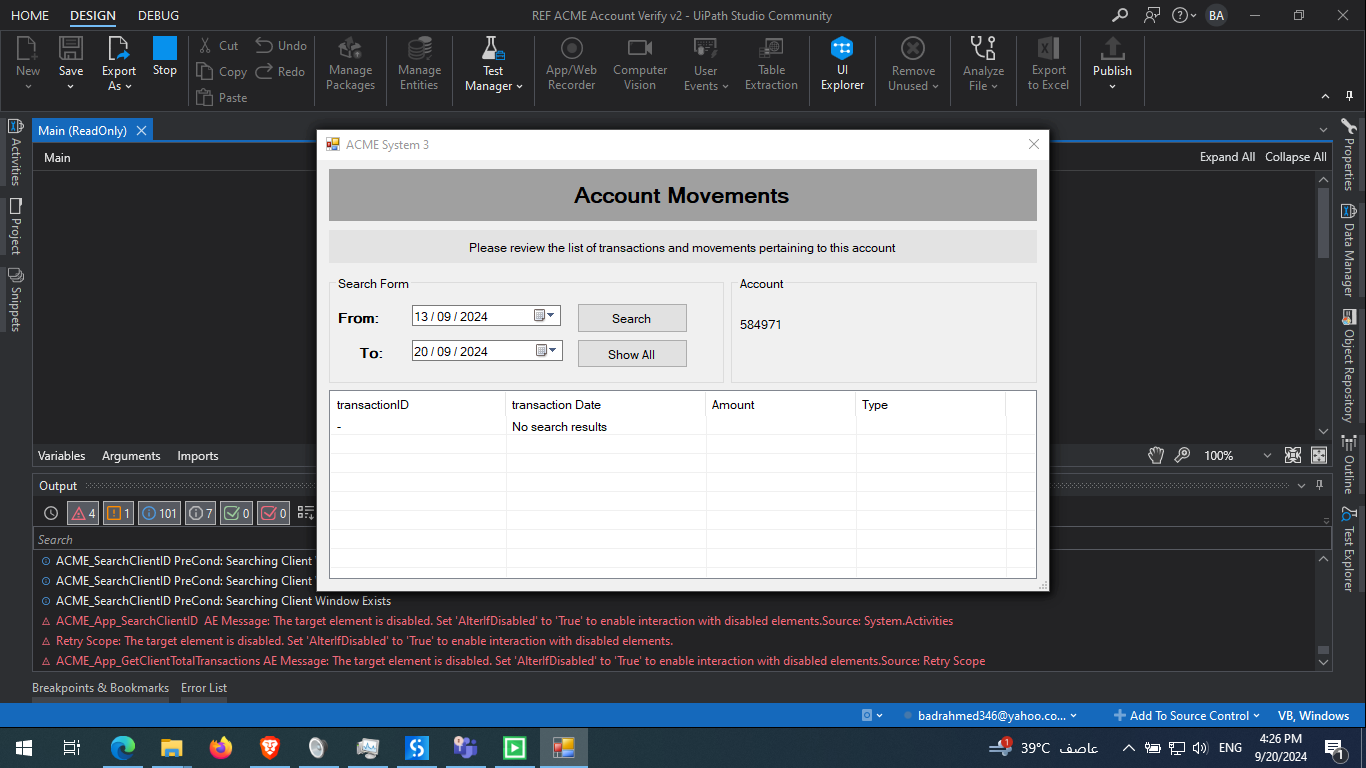 HOME DESIGN DEBUG REF ACME Account Verify v2 - UiPath Studio Community BA
New Save Export As Stop Cut Copy Paste Undo Redo Manage Packages Manage Entities Test Manager App/Web Recorder Computer Vision User Events Table Extraction UI Explorer Remove Unused Analyze File Export to Excel Publish
Main (ReadOnly)
Main Expand All Collapse All
Activities
Project
Snippets
ACME System 3
Account Movements
Please review the list of transactions and movements pertaining to this account
Search Form Account
From: 13 / 09 / 2024 Search 584971
To: 20 / 09 / 2024 Show All
transactionID transaction Date Amount Type
- No search results
Properties
Data Manager
Object Repository
Outline
Test Explorer
Variables Arguments Imports 100%
Output
4 1 101 7 0 0
Search
ACME_SearchClientID PreCond: Searching Client
ACME_SearchClientID PreCond: Searching Client
ACME_SearchClientID PreCond: Searching Client Window Exists
ACME_App_SearchClientID AE Message: The target element is disabled. Set 'AlterIfDisabled' to 'True' to enable interaction with disabled elements.Source: System.Activities
Retry Scope: The target element is disabled. Set 'AlterIfDisabled' to 'True' to enable interaction with disabled elements.
ACME_App_GetClientTotalTransactions AE Message: The target element is disabled. Set 'AlterIfDisabled' to 'True' to enable interaction with disabled elements.Source: Retry Scope
Breakpoints & Bookmarks Error List
badrahmed346@yahoo.co... Add To Source Control VB, Windows
1 39°C عاصف ENG 4:26 PM
9/20/2024 1